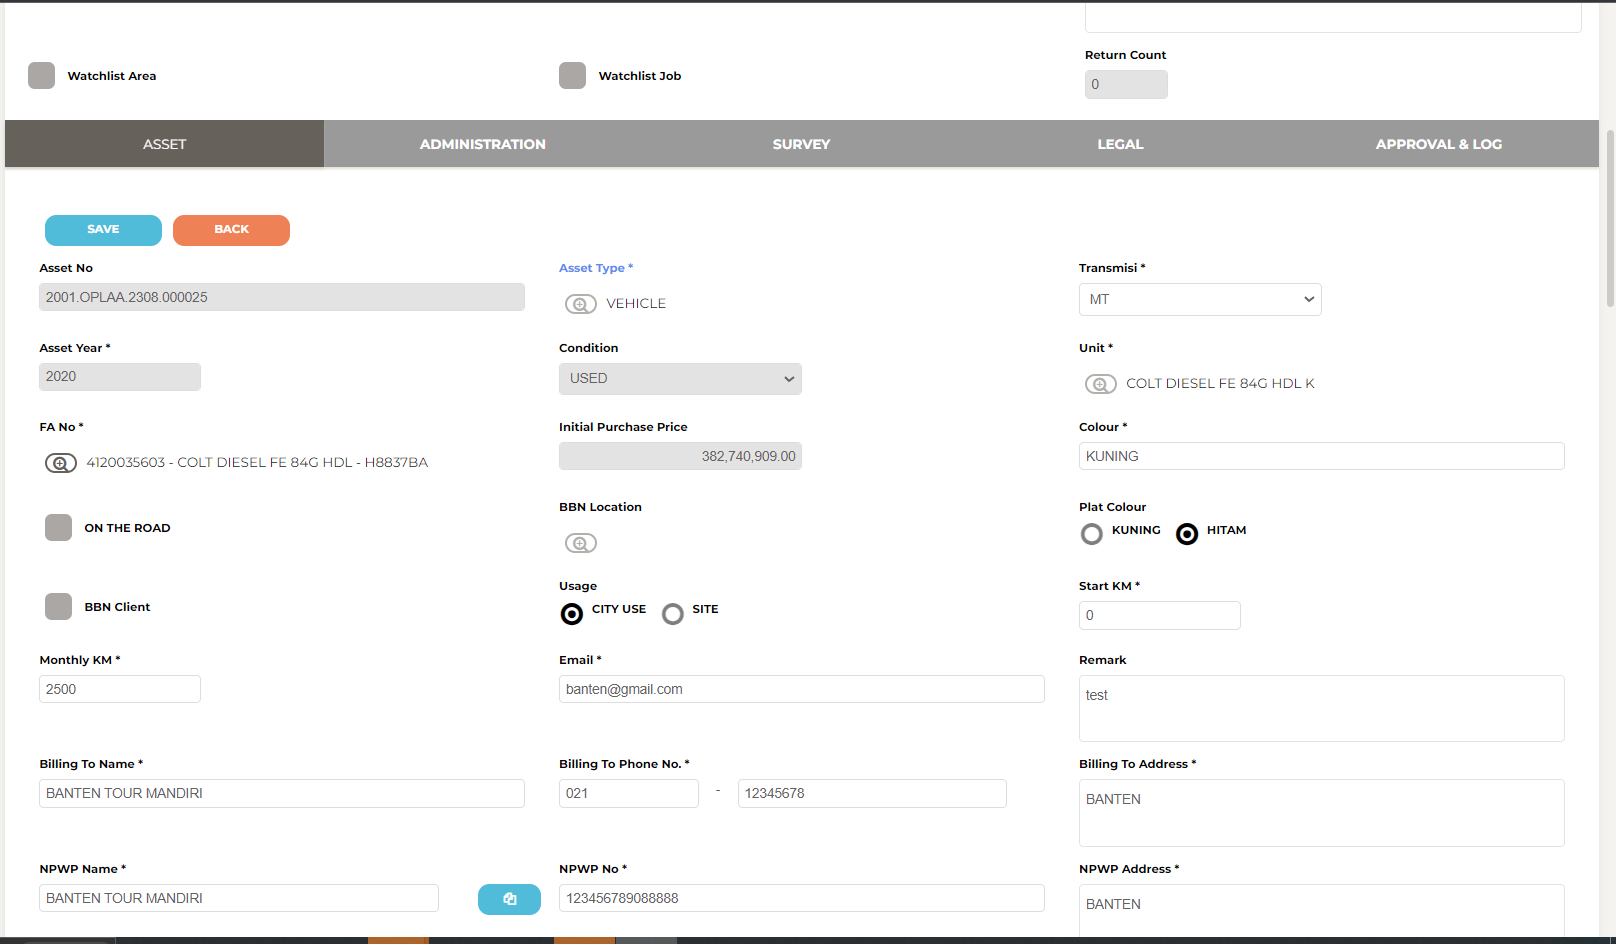 Return Count
Watchlist Area
Watchlist Job
0
ASSET
ADMINISTRATION
SURVEY
LEGAL
APPROVAL & LOG
SAVE
BACK
Asset No
Asset Type *
Transmisi *
2001.OPLAA.2308.000025
VEHICLE
MT
Asset Year *
Condition
Unit *
2020
USED
COLT DIESEL FE 84G HDL K
FA No *
Initial Purchase Price
Colour *
4120035603 - COLT DIESEL FE 84G HDL - H8837BA
382,740,909.00
KUNING
ON THE ROAD
BBN Location
Plat Colour
KUNING
HITAM
BBN Client
Usage
CITY USE
SITE
Start KM *
0
Monthly KM *
Email *
Remark
2500
banten@gmail.com
test
Billing To Name *
Billing To Phone No. *
Billing To Address *
BANTEN TOUR MANDIRI
021 - 12345678
BANTEN
NPWP Name *
NPWP No *
NPWP Address *
BANTEN TOUR MANDIRI
123456789088888
BANTEN